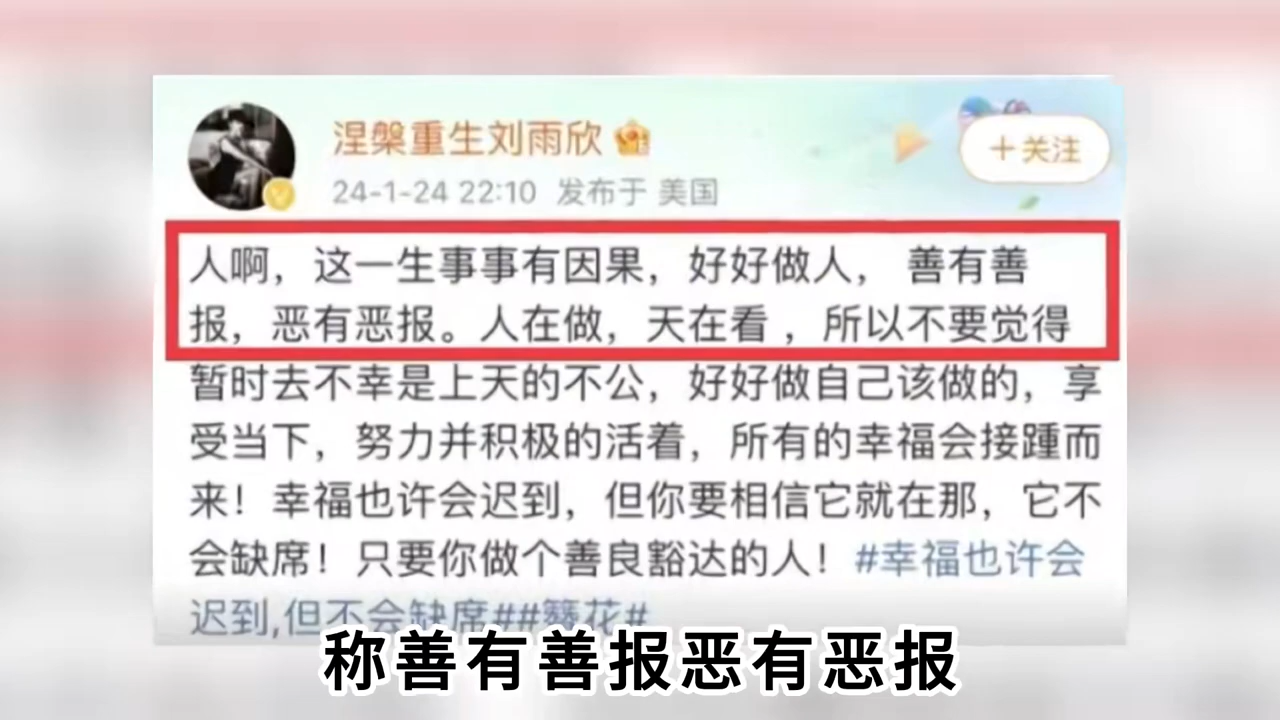 涅槃重生刘雨欣
24-1-24 22:10 发布于 美国
+关注
人啊，这一生事事有因果，好好做人， 善有善
报，恶有恶报。人在做，天在看 ，所以不要觉得
暂时去不幸是上天的不公，好好做自己该做的，享
受当下，努力并积极的活着，所有的幸福会接踵而
来！幸福也许会迟到，但你要相信它就在那，它不
会缺席！只要你做个善良豁达的人！#幸福也许会
迟到,但不会缺席##簪花#
称善有善报恶有恶报